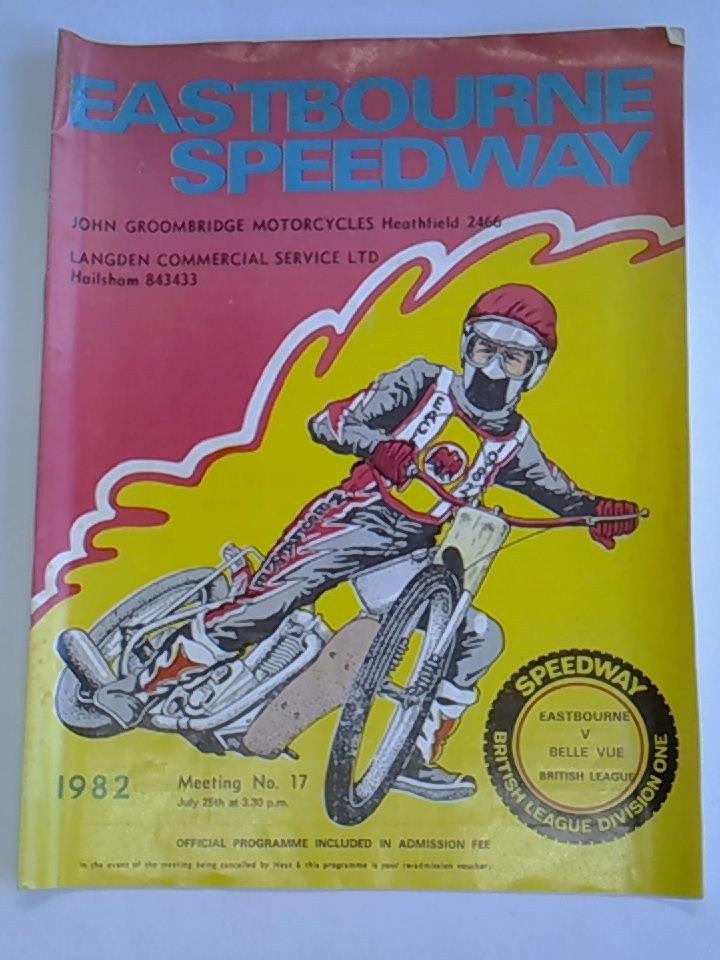 EASTBOURNE
SPEEDWAY
JOHN GROOMBRIDGE MOTORCYCLES Heathfield 2466
LANGDEN COMMERCIAL SERVICE LTD
Hailsham 843433
SPEEDWAY
EASTBOURNE
V
BELLE VUE
BRITISH LEAGUE
BRITISH LEAGUE DIVISION ONE
1982
Meeting No. 17
July 25th at 3.30 p.m.
OFFICIAL PROGRAMME INCLUDED IN ADMISSION FEE
In the event of the meeting being cancelled by Heat 6 this programme is your re-admission voucher.